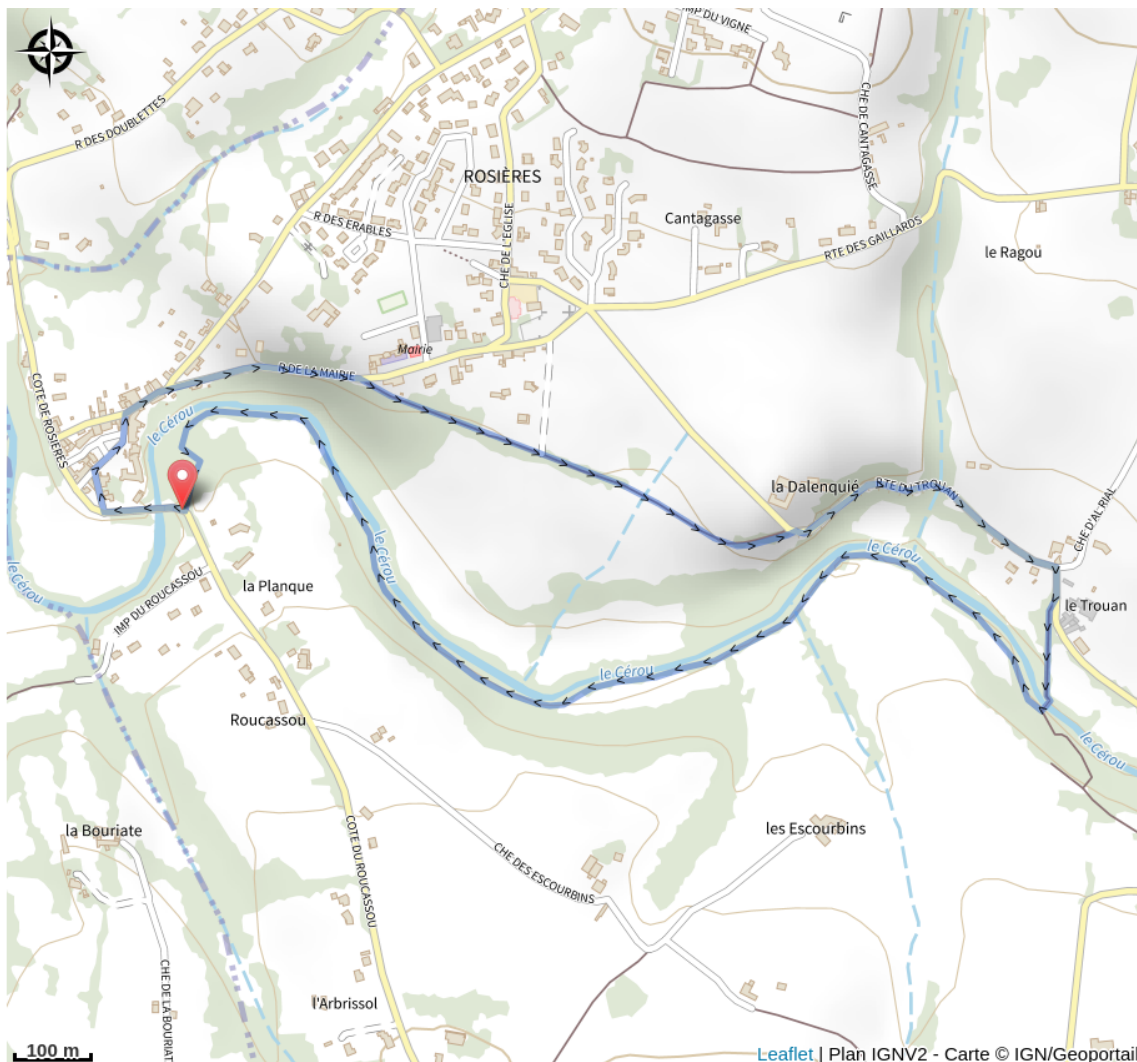 IMP DU VIGNE
R DES DOUBLETTES
CHE DE CANTAGASSE
ROSIÈRES
R DES ERABLES
CHE DE L'EGLISE
Cantagasse
RTE DES GAILLARDS
le Ragou
Mairie
R DE LA MAIRIE
COTE DE ROSIÈRES
le Cérou
la Dalenquié
RTE DU TROUAN
CHE D'AL RIAL
le Cérou
le Cérou
le Cérou
la Planque
IMP DU ROUCASSOU
le Trouan
le Cérou
Roucassou
le Cérou
la Bouriate
COTE DU ROUCASSOU
CHE DES ESCOURBINS
les Escourbins
CHE DE LA BOURIAT
l'Arbrissol
100 m
Leaflet | Plan IGNV2 - Carte © IGN/Geoportail